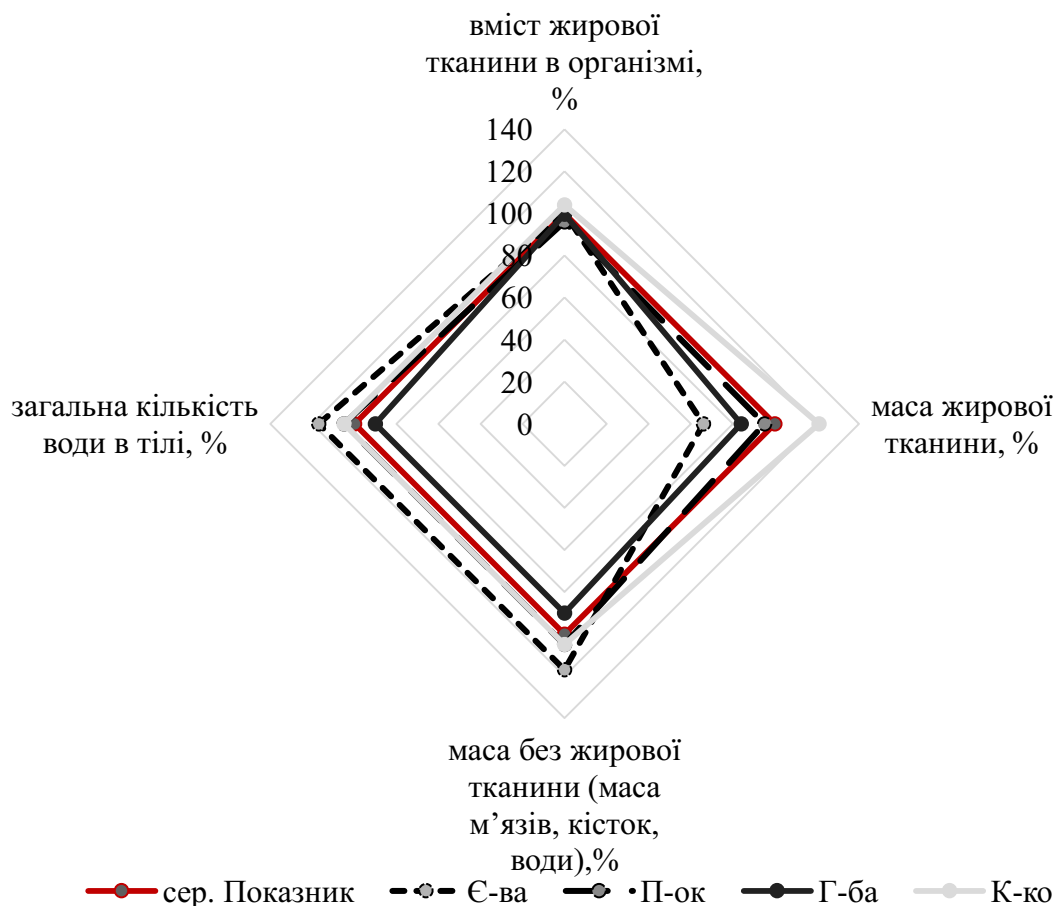 вміст жирової
тканини в організмі,
%
140
120
100
80
60
40
20
0
загальна кількість
води в тілі, %
маса жирової
тканини, %
маса без жирової
тканини (маса
м’язів, кісток,
води),%
сер. Показник Є-ва П-ок Г-ба К-ко